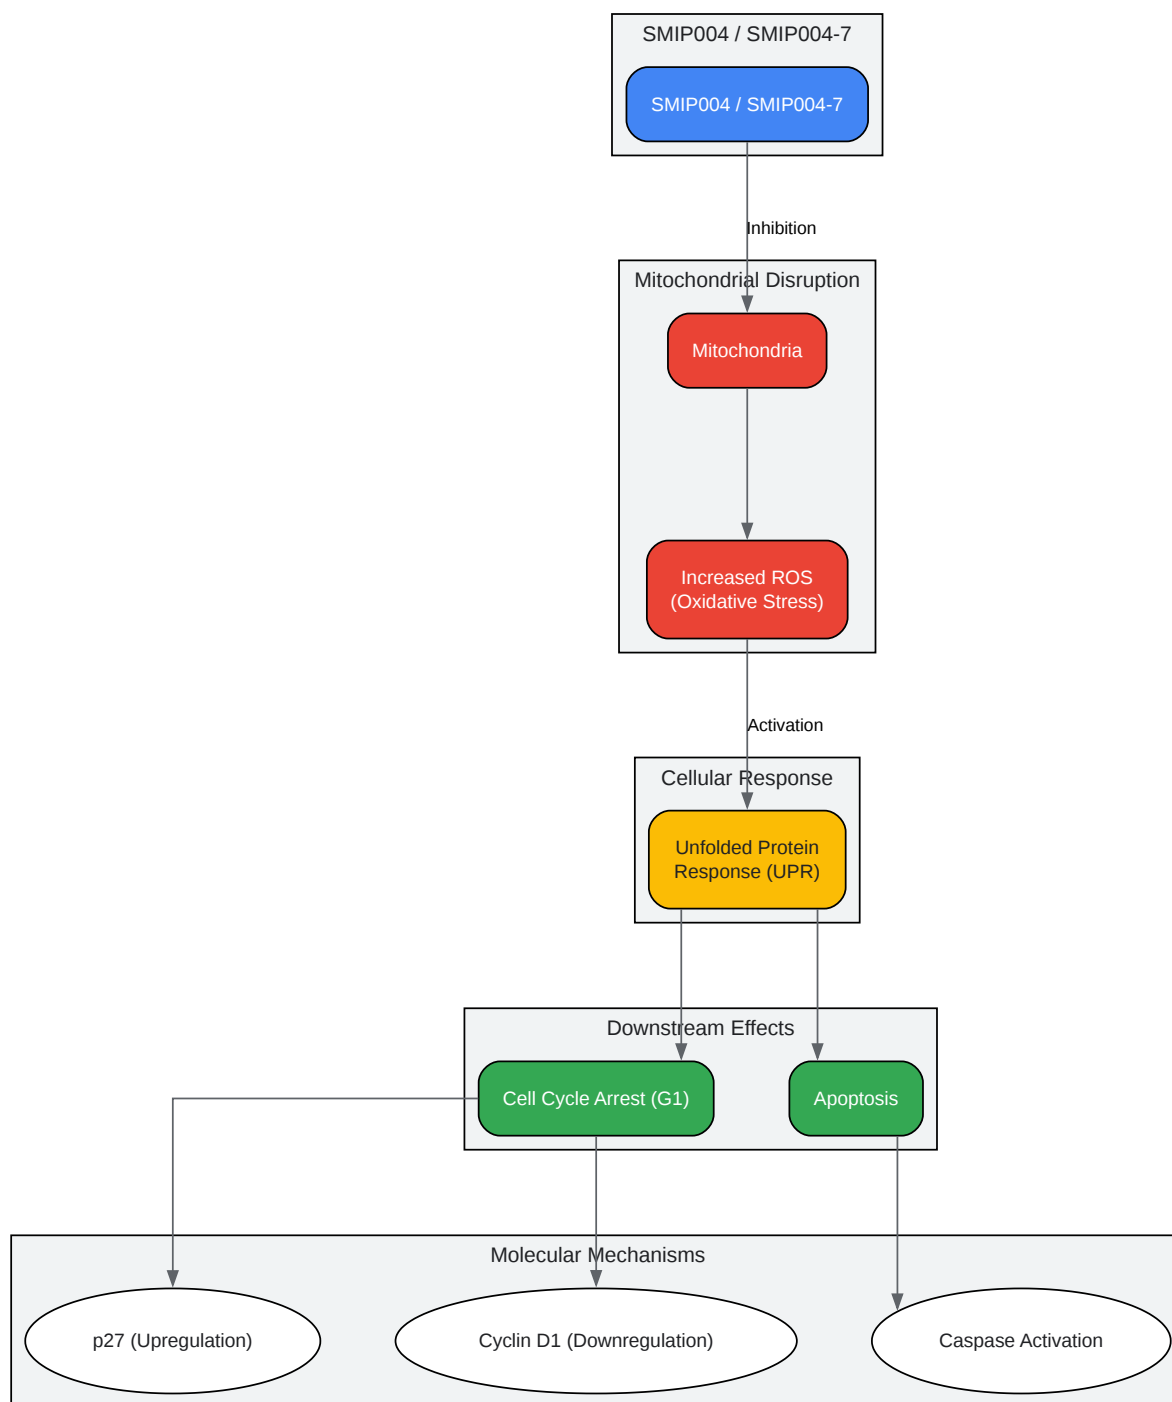 SMIP004 / SMIP004-7
SMIP004 / SMIP004-7
Inhibition
Mitochondrial Disruption
Mitochondria
Increased ROS
(Oxidative Stress)
Activation
Cellular Response
Unfolded Protein
Response (UPR)
Downstream Effects
Cell Cycle Arrest (G1)
Apoptosis
Molecular Mechanisms
p27 (Upregulation)
Cyclin D1 (Downregulation)
Caspase Activation